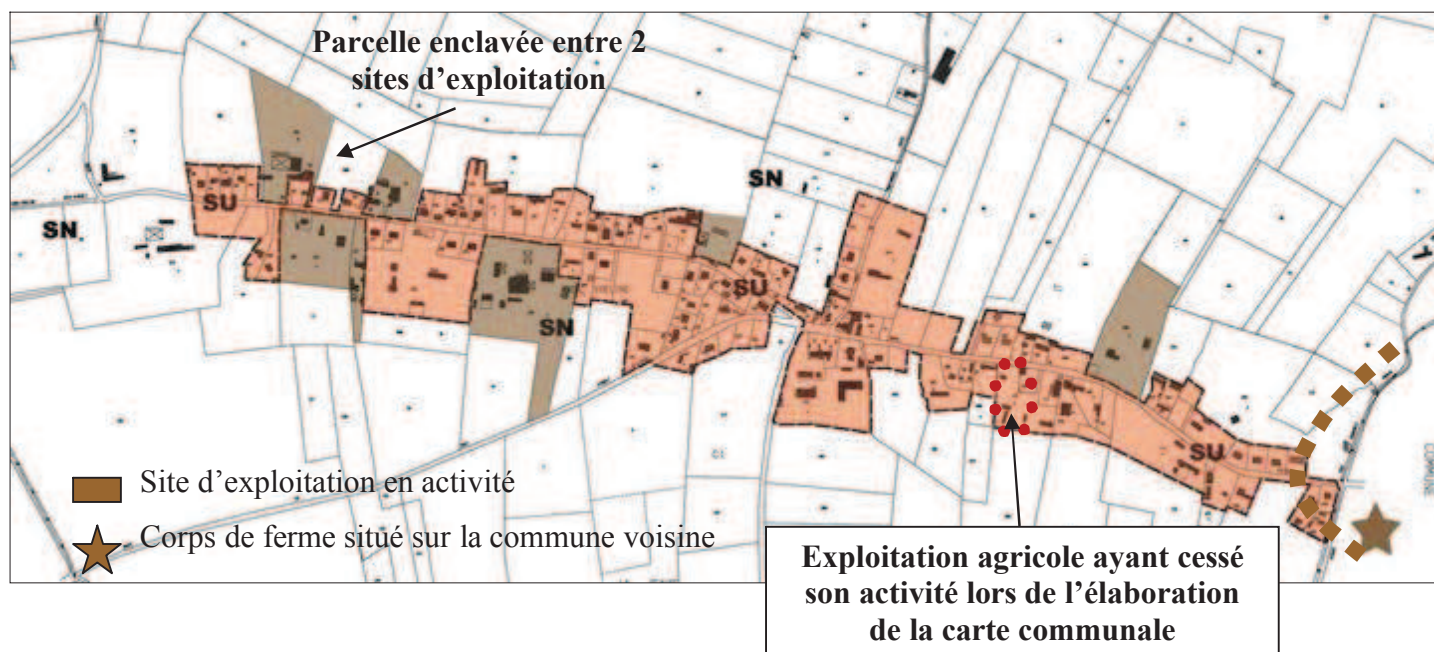 Parcelle enclavée entre 2
sites d’exploitation
SN
SU
SN
SU
SN
SU
Site d’exploitation en activité
Corps de ferme situé sur la commune voisine
COMMUNE
Exploitation agricole ayant cessé
son activité lors de l’élaboration
de la carte communale